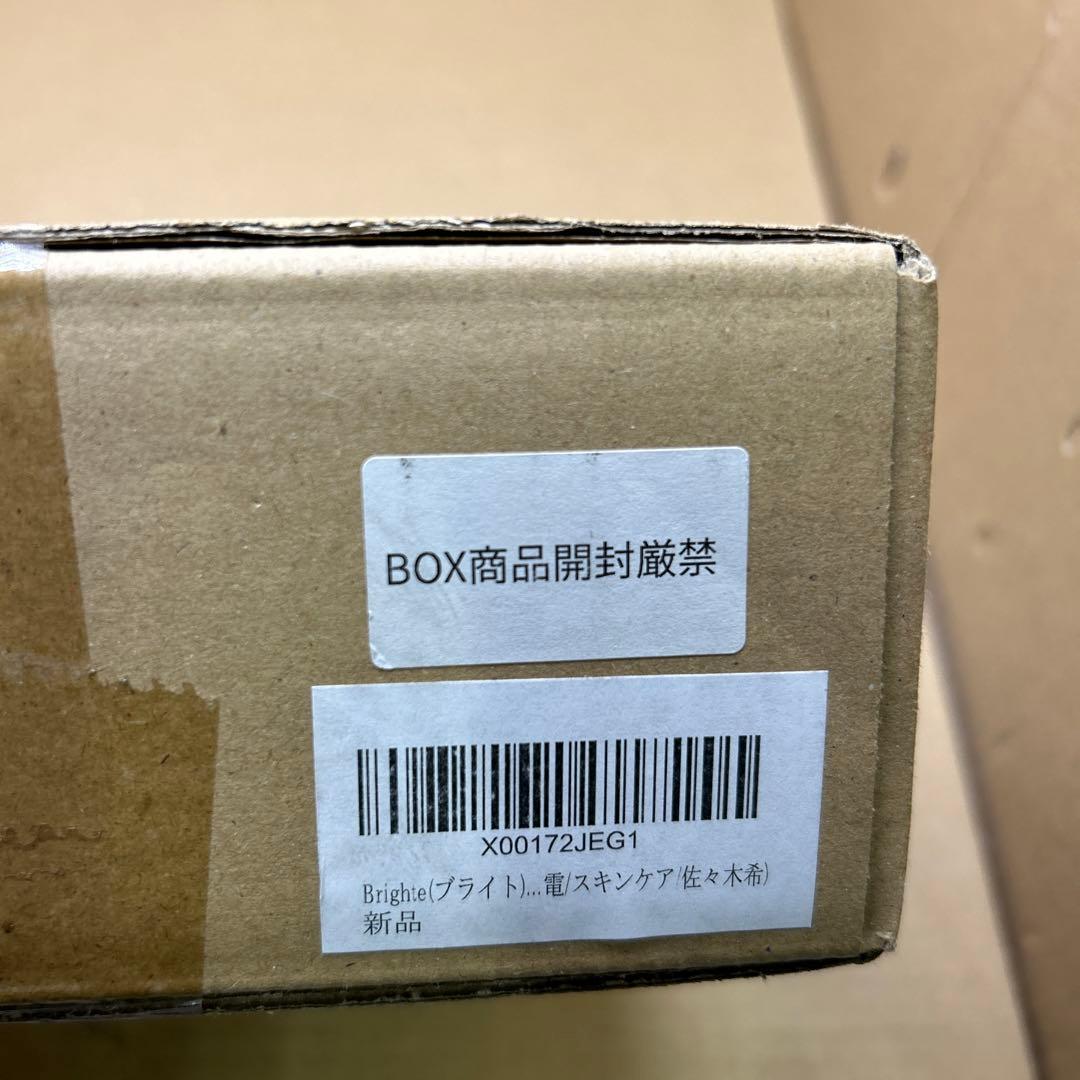 BOX商品開封厳禁
X00172JEG1
Brighte(ブライト)...電/スキンケア/佐々木希)
新品